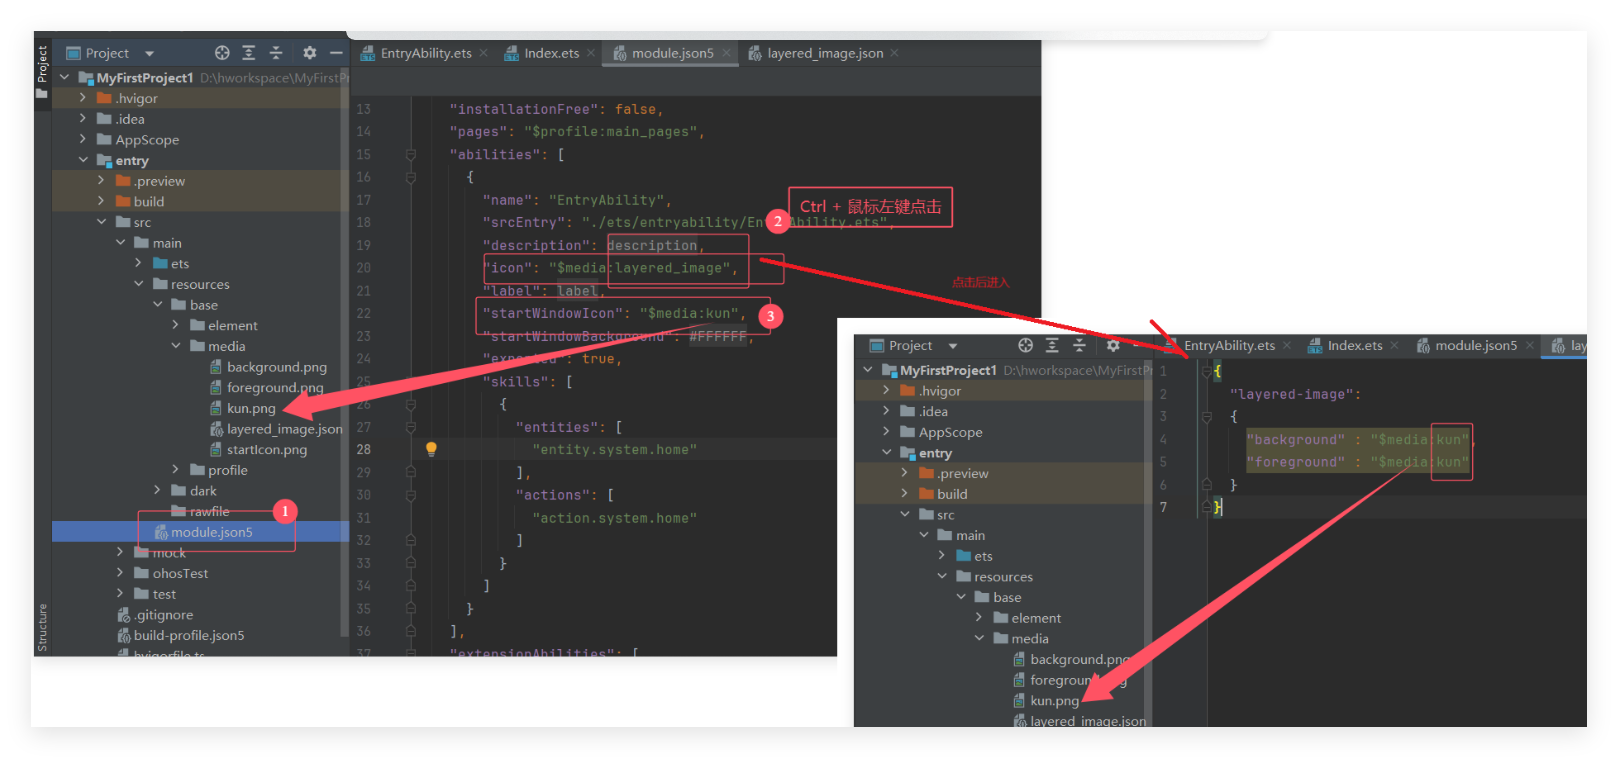 Project
Project
MyFirstProject1 D:\hworkspace\MyFirstPr
.hvigor
.idea
AppScope
entry
.preview
build
src
main
ets
resources
base
element
media
background.png
foreground.png
kun.png
layered_image.json
startIcon.png
profile
dark
rawfile
module.json5
mock
ohosTest
test
.gitignore
build-profile.json5
hvigorfile.ts
Structure
1
EntryAbility.ets Index.ets module.json5 layered_image.json
13 "installationFree": false,
14 "pages": "$profile:main_pages",
15 "abilities": [
16 {
17 "name": "EntryAbility",
18 "srcEntry": "./ets/entryability/EntryAbility.ets",
19 "description": description,
20 "icon": "$media:layered_image",
21 "label": label,
22 "startWindowIcon": "$media:kun",
23 "startWindowBackground": #FFFFFF,
24 "exported": true,
25 "skills": [
26 {
27 "entities": [
28 "entity.system.home"
29 ],
30 "actions": [
31 "action.system.home"
32 ]
33 }
34 ]
35 }
36 ],
37 "extensionAbilities": [
2
Ctrl + 鼠标左键点击
3
点击后进入
Project
MyFirstProject1 D:\hworkspace\MyFirstPr
.hvigor
.idea
AppScope
entry
.preview
build
src
main
ets
resources
base
element
media
background.png
foreground.png
kun.png
layered_image.json
EntryAbility.ets Index.ets module.json5 lay
1 {
2 "layered-image":
3 {
4 "background" : "$media:kun",
5 "foreground" : "$media:kun"
6 }
7 }